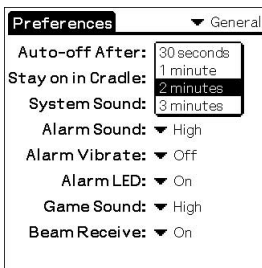 Preferences General
Auto-off After: 30 seconds
1 minute
Stay on in Cradle: 2 minutes
System Sound: 3 minutes
Alarm Sound: High
Alarm Vibrate: Off
Alarm LED: On
Game Sound: High
Beam Receive: On